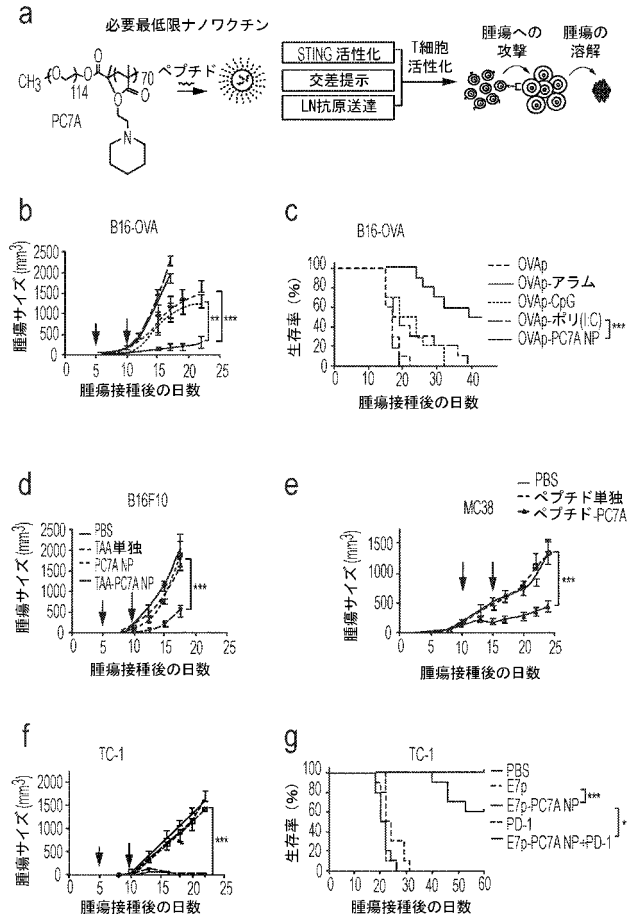 a
必要最低限ナノワクチン
CH3
114
O
O
70
O
O
N
PC7A
ペプチド
STING 活性化
交差提示
LN抗原送達
T細胞
活性化
腫瘍への
攻撃
腫瘍の
溶解
b
B16-OVA
腫瘍サイズ (mm³)
2500
2000
1500
1000
500
0
0 5 10 15 20 25
** ***
腫瘍接種後の日数
c
B16-OVA
生存率 (%)
100
80
60
40
20
0
0 10 20 30 40
腫瘍接種後の日数
OVAp
OVAp-アラム
OVAp-CpG
OVAp-ポリ(I:C)
OVAp-PC7A NP
***
d
B16F10
腫瘍サイズ (mm³)
2500
2000
1500
1000
500
0
0 5 10 15 20 25
PBS
TAA単独
PC7A NP
TAA-PC7A NP
***
腫瘍接種後の日数
e
MC38
腫瘍サイズ (mm³)
1500
1000
500
0
0 5 10 15 20 25
PBS
ペプチド単独
ペプチド-PC7A
***
腫瘍接種後の日数
f
TC-1
腫瘍サイズ (mm³)
2000
1500
1000
500
0
0 5 10 15 20 25
***
腫瘍接種後の日数
g
TC-1
生存率 (%)
100
80
60
40
20
0
0 10 20 30 40 50 60
腫瘍接種後の日数
PBS
E7p
E7p-PC7A NP
PD-1
E7p-PC7A NP+PD-1
***
*